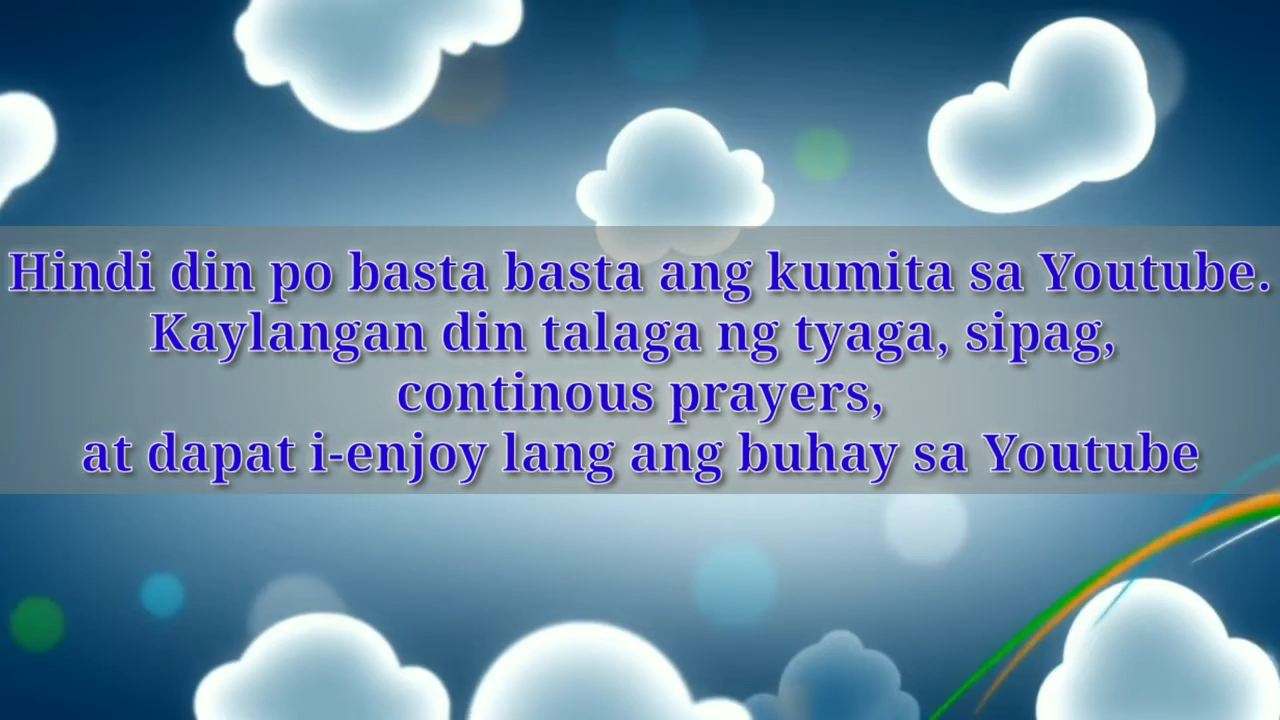 Hindi din po basta basta ang kumita sa Youtube.
Kaylangan din talaga ng tyaga, sipag,
continous prayers,
at dapat i-enjoy lang ang buhay sa Youtube